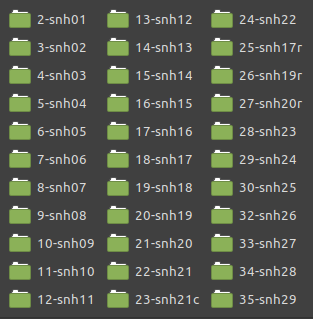 2-snh01
3-snh02
4-snh03
5-snh04
6-snh05
7-snh06
8-snh07
9-snh08
10-snh09
11-snh10
12-snh11
13-snh12
14-snh13
15-snh14
16-snh15
17-snh16
18-snh17
19-snh18
20-snh19
21-snh20
22-snh21
23-snh21c
24-snh22
25-snh17r
26-snh19r
27-snh20r
28-snh23
29-snh24
30-snh25
32-snh26
33-snh27
34-snh28
35-snh29